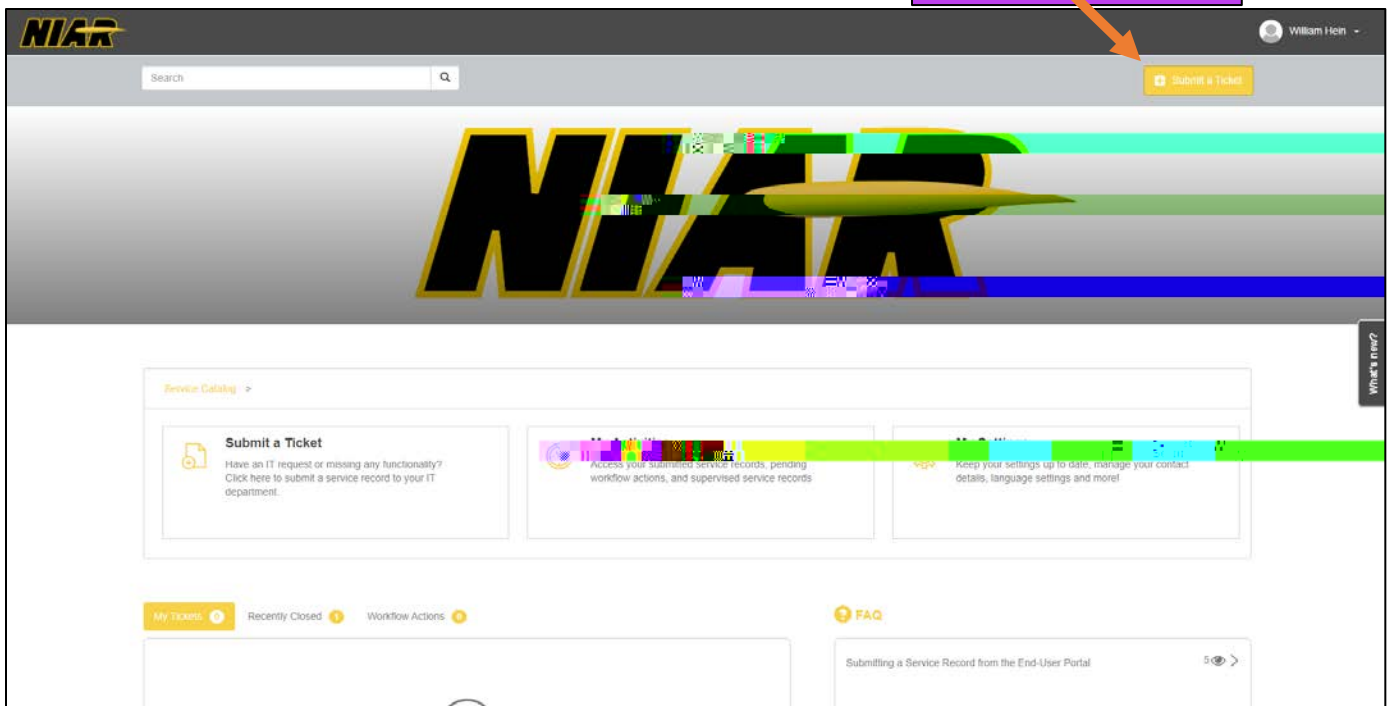 NIAR
William Hein
Search
Submit a Ticket
NIAR
What's new?
Service Catalog >
Submit a Ticket
Have an IT request or missing any functionality?
Click here to submit a service record to your IT
department.
Access your submitted service records, pending
workflow actions, and supervised service records
Keep your settings up to date, manage your contact
details, language settings and more!
My Tickets 0
Recently Closed
Workflow Actions
FAQ
Submitting a Service Record from the End-User Portal
5